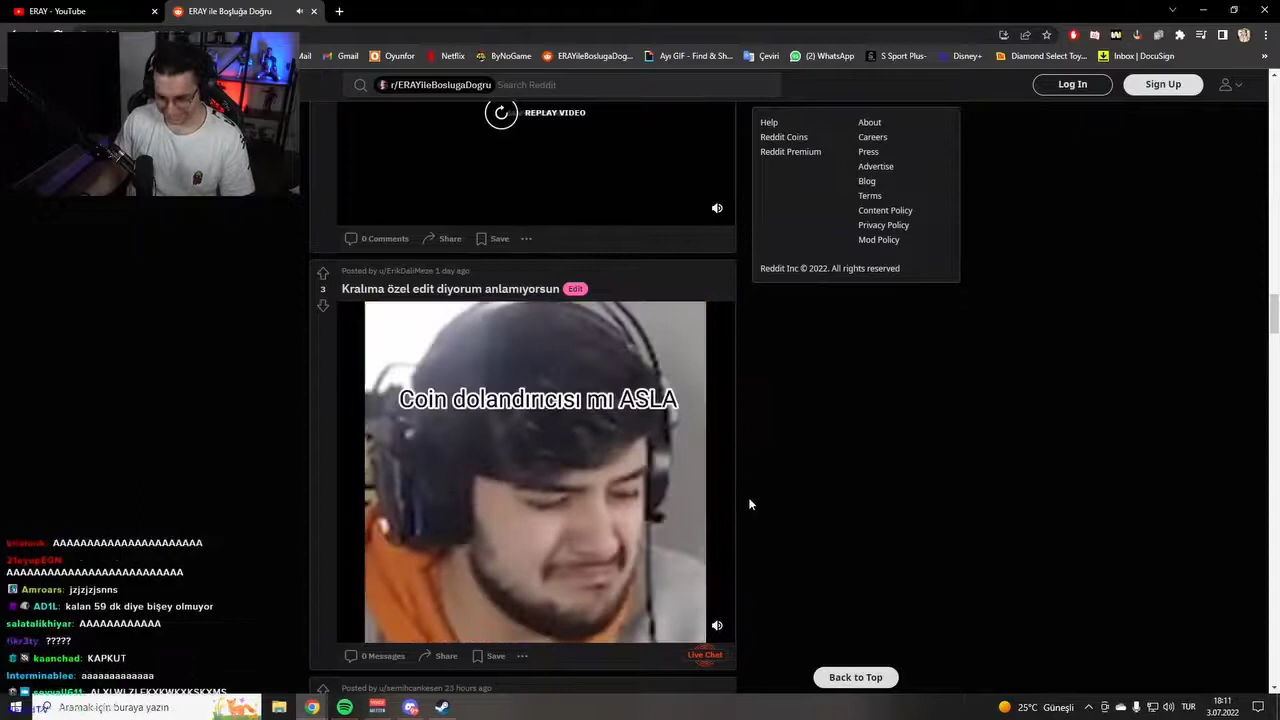 ERAY - YouTube
ERAY ile Boşluğa Doğru
Mail
Gmail
Oyunfor
Netflix
ByNoGame
ERAYileBoslugaDog...
Ayı GIF - Find & Sh...
Çeviri
(2) WhatsApp
S Sport Plus-
Disney+
Diamond Select To...
Inbox | DocuSign
r/ERAYileBoslugaDogru
Search Reddit
Log In
Sign Up
REPLAY VIDEO
Help
About
Reddit Coins
Careers
Reddit Premium
Press
Advertise
Blog
Terms
Content Policy
Privacy Policy
Mod Policy
Reddit Inc © 2022. All rights reserved
0 Comments
Share
Save
Posted by u/ErikDaliMeze 1 day ago
3
Kralıma özel edit diyorum anlamıyorsun
Edit
Coin dolandırıcısı mı ASLA
0 Messages
Share
Save
Live Chat
Posted by u/semihcankesen 23 hours ago
Back to Top
AAAAAAAAAAAAAAAAAAAAAA
AAAAAAAAAAAAAAAAAAAAAAAAAA
Amroars: jzjzjzjsnns
AD1L: kalan 59 dk diye bişey olmuyor
salatalikhiyar: AAAAAAAAAAAA
fikr3ty: ?????
kaanchad: KAPKUT
Interminablee: aaaaaaaaaaaaa
Aramak için buraya yazın
25°C Güneşli
TUR
18:11
3.07.2022